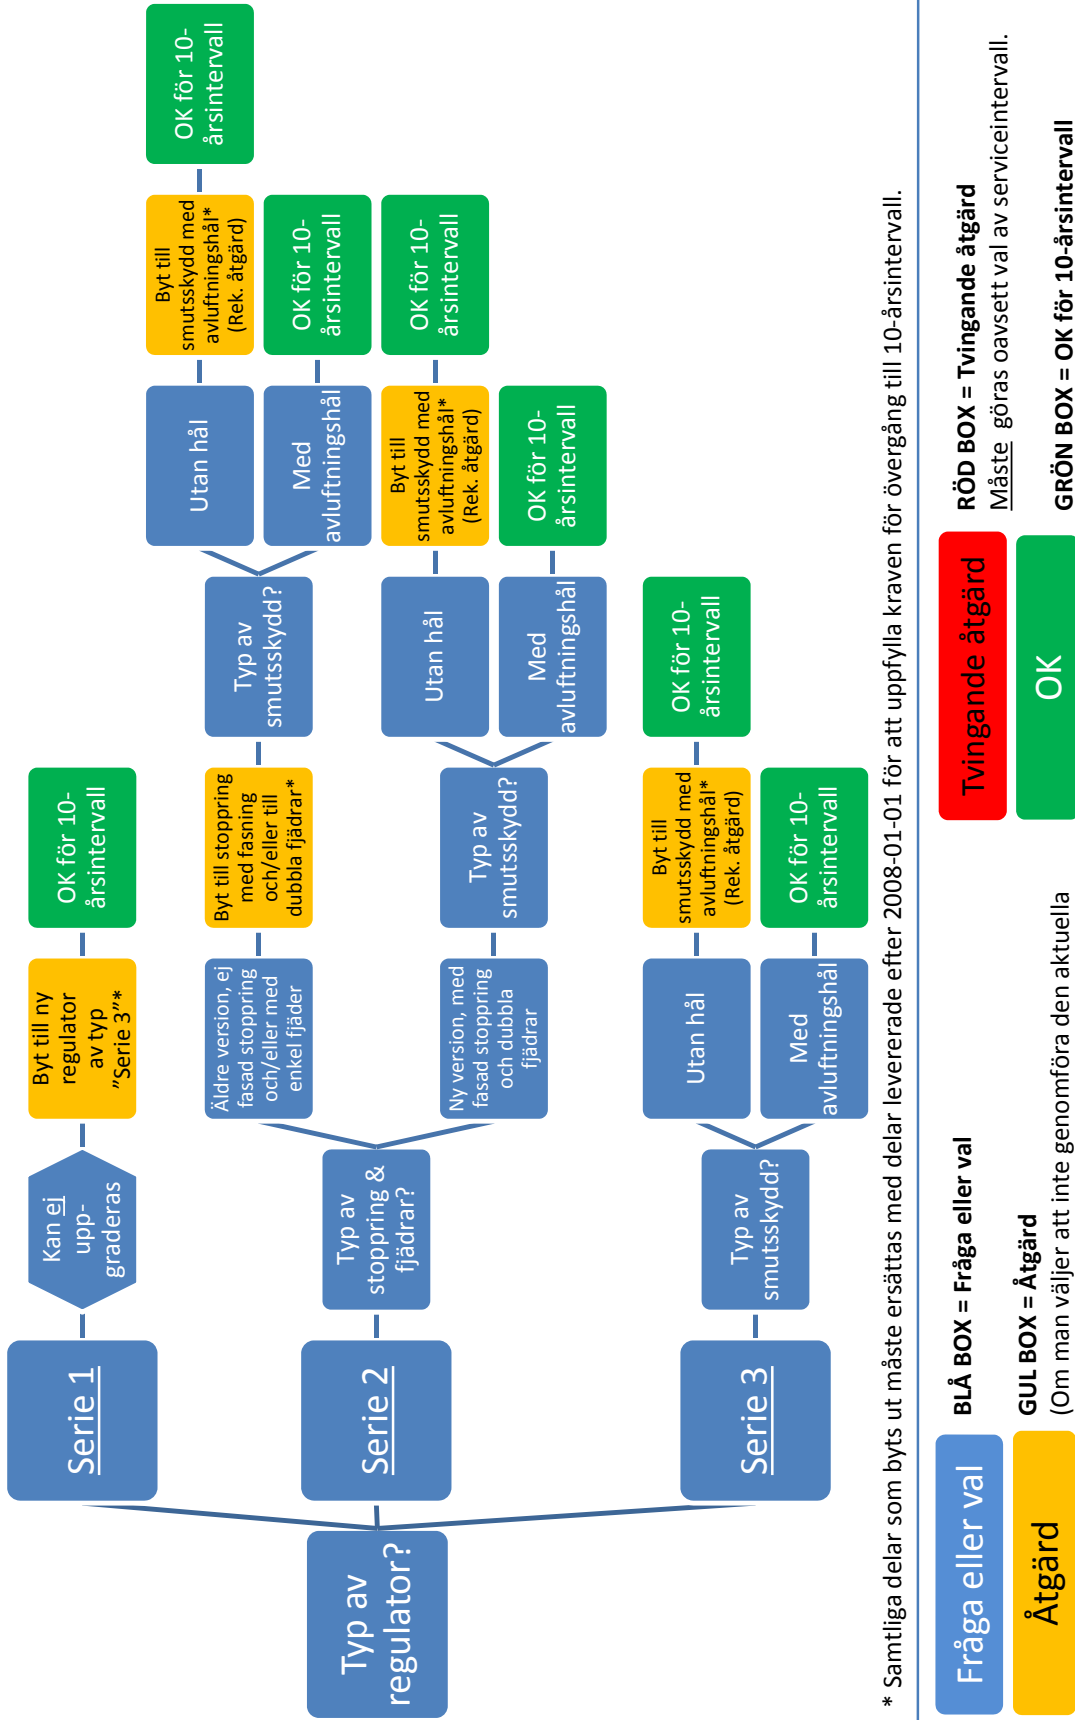 Typ av
regulator?
Serie 1
Kan ej
upp-
graderas
Byt till ny
regulator
av typ
”Serie 3”*
OK för 10-
årsintervall
Serie 2
Typ av
stoppring &
fjädrar?
Äldre version, ej
fasad stoppring
och/eller med
enkel fjäder
Byt till stoppring
med fasning
och/eller till
dubbla fjädrar*
Typ av
smutsskydd?
Utan hål
Byt till
smutsskydd med
avluftningshål*
(Rek. åtgärd)
OK för 10-
årsintervall
Med
avluftningshål
OK för 10-
årsintervall
Ny version, med
fasad stoppring
och dubbla
fjädrar
Typ av
smutsskydd?
Utan hål
Byt till
smutsskydd med
avluftningshål*
(Rek. åtgärd)
OK för 10-
årsintervall
Med
avluftningshål
OK för 10-
årsintervall
Serie 3
Typ av
smutsskydd?
Utan hål
Byt till
smutsskydd med
avluftningshål*
(Rek. åtgärd)
OK för 10-
årsintervall
Med
avluftningshål
OK för 10-
årsintervall
* Samtliga delar som byts ut måste ersättas med delar levererade efter 2008-01-01 för att uppfylla kraven för övergång till 10-årsintervall.
Fråga eller val
BLÅ BOX = Fråga eller val
Åtgärd
GUL BOX = Åtgärd
(Om man väljer att inte genomföra den aktuella
Tvingande åtgärd
RÖD BOX = Tvingande åtgärd
Måste göras oavsett val av serviceintervall.
OK
GRÖN BOX = OK för 10-årsintervall